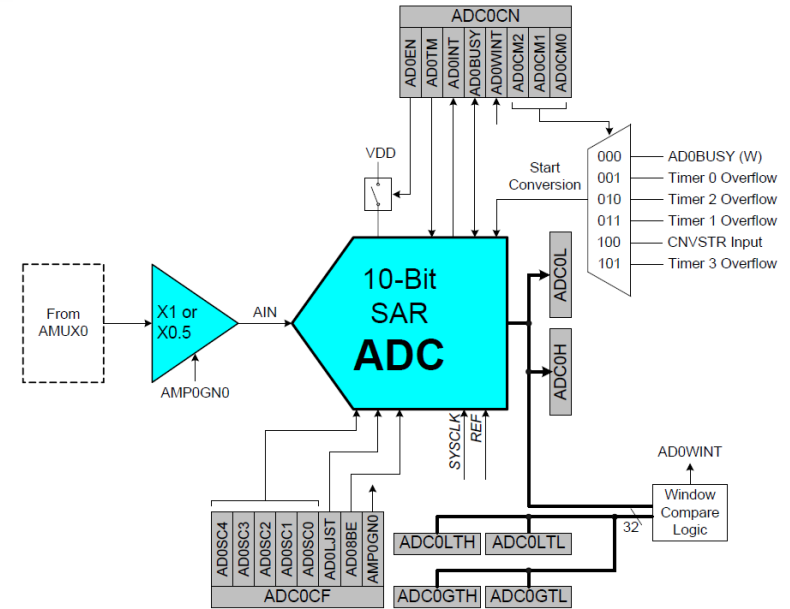 ADC0CN
AD0EN
AD0TM
AD0INT
AD0BUSY
AD0WINT
AD0CM2
AD0CM1
AD0CM0
VDD
Start
Conversion
000
AD0BUSY (W)
001
Timer 0 Overflow
010
Timer 2 Overflow
011
Timer 1 Overflow
100
CNVSTR Input
101
Timer 3 Overflow
From
AMUX0
X1 or
X0.5
AMP0GN0
AIN
10-Bit
SAR
ADC
ADC0L
ADC0H
SYSCLK
REF
AD0WINT
Window
Compare
Logic
32
AD0SC4
AD0SC3
AD0SC2
AD0SC1
AD0SC0
AD0LJST
AD08BE
AMP0GN0
ADC0CF
ADC0LTH
ADC0LTL
ADC0GTH
ADC0GTL